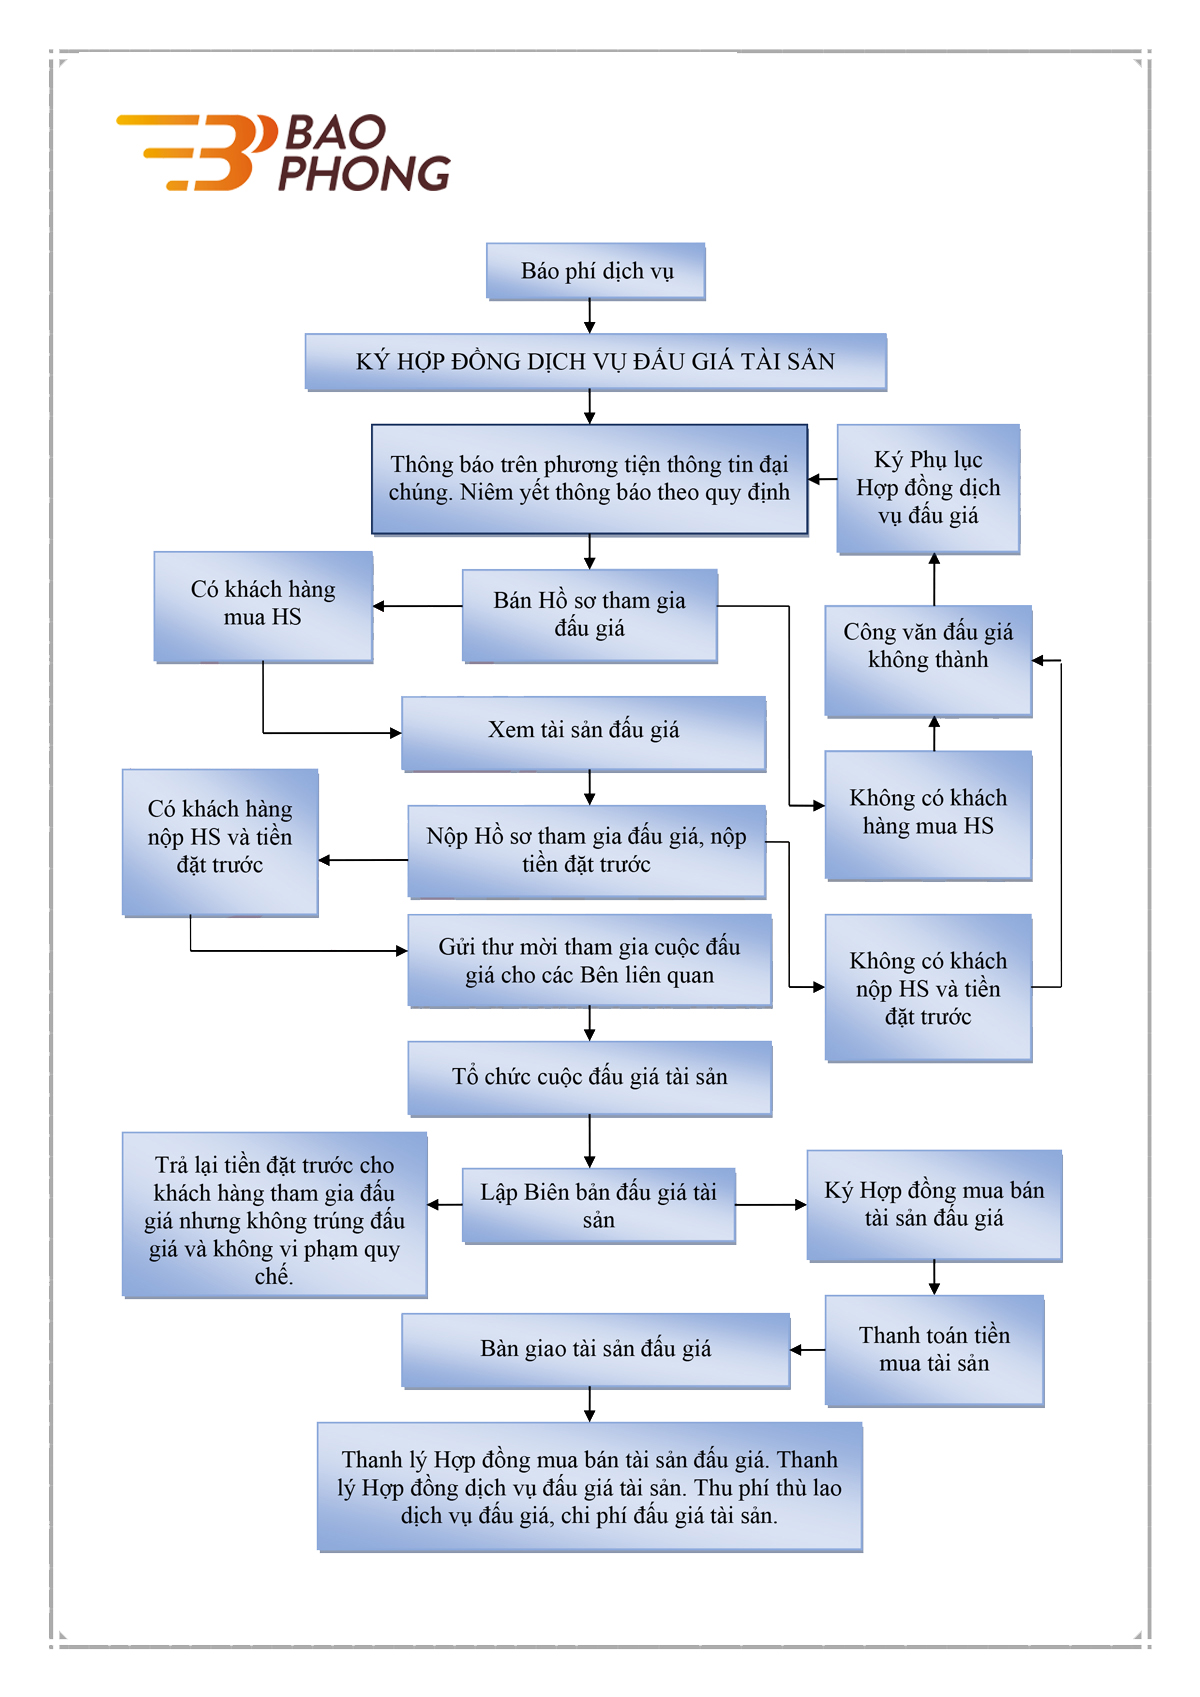 BAO
PHONG
Báo phí dịch vụ
KÝ HỢP ĐỒNG DỊCH VỤ ĐẤU GIÁ TÀI SẢN
Thông báo trên phương tiện thông tin đại
chúng. Niêm yết thông báo theo quy định
Ký Phụ lục
Hợp đồng dịch
vụ đấu giá
Có khách hàng
mua HS
Bán Hồ sơ tham gia
đấu giá
Công văn đấu giá
không thành
Xem tài sản đấu giá
Không có khách
hàng mua HS
Có khách hàng
nộp HS và tiền
đặt trước
Nộp Hồ sơ tham gia đấu giá, nộp
tiền đặt trước
Gửi thư mời tham gia cuộc đấu
giá cho các Bên liên quan
Không có khách
nộp HS và tiền
đặt trước
Tổ chức cuộc đấu giá tài sản
Trả lại tiền đặt trước cho
khách hàng tham gia đấu
giá nhưng không trúng đấu
giá và không vi phạm quy
chế.
Lập Biên bản đấu giá tài
sản
Ký Hợp đồng mua bán
tài sản đấu giá
Thanh toán tiền
mua tài sản
Bàn giao tài sản đấu giá
Thanh lý Hợp đồng mua bán tài sản đấu giá. Thanh
lý Hợp đồng dịch vụ đấu giá tài sản. Thu phí thù lao
dịch vụ đấu giá, chi phí đấu giá tài sản.